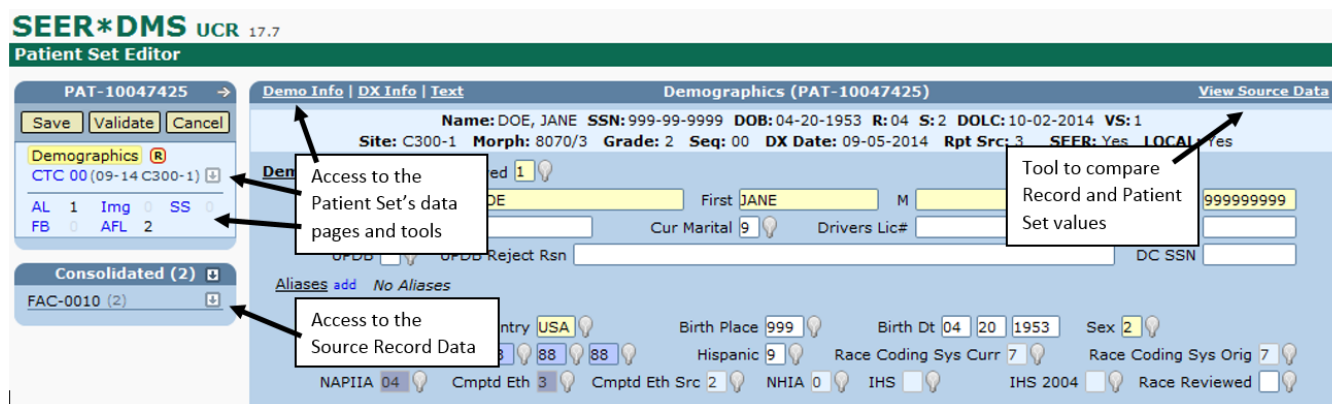 SEER*DMS UCR 17.7
Patient Set Editor
PAT-10047425 →
Save Validate Cancel
Demographics R
CTC 00 (09-14 C300-1)
AL 1 Img 0 SS 0
FB 0 AFL 2
Consolidated (2)
FAC-0010 (2)
Demo Info | DX Info | Text Demographics (PAT-10047425) View Source Data
Name: DOE, JANE SSN: 999-99-9999 DOB: 04-20-1953 R: 04 S: 2 DOLC: 10-02-2014 VS: 1
Site: C300-1 Morph: 8070/3 Grade: 2 Seq: 00 DX Date: 09-05-2014 Rpt Src: 3 SEER: Yes LOCAL: Yes
Access to the
Patient Set's data
pages and tools
Tool to compare
Record and Patient
Set values
First JANE M 999999999
Cur Marital 9 Drivers Lic#
UPDB Reject Rsn DC SSN
Aliases add No Aliases
Access to the
Source Record Data
USA Birth Place 999 Birth Dt 04 20 1953 Sex 2
88 88 Hispanic 9 Race Coding Sys Curr 7 Race Coding Sys Orig 7
NAPIIA 04 Cmptd Eth 3 Cmptd Eth Src 2 NHIA 0 IHS IHS 2004 Race Reviewed